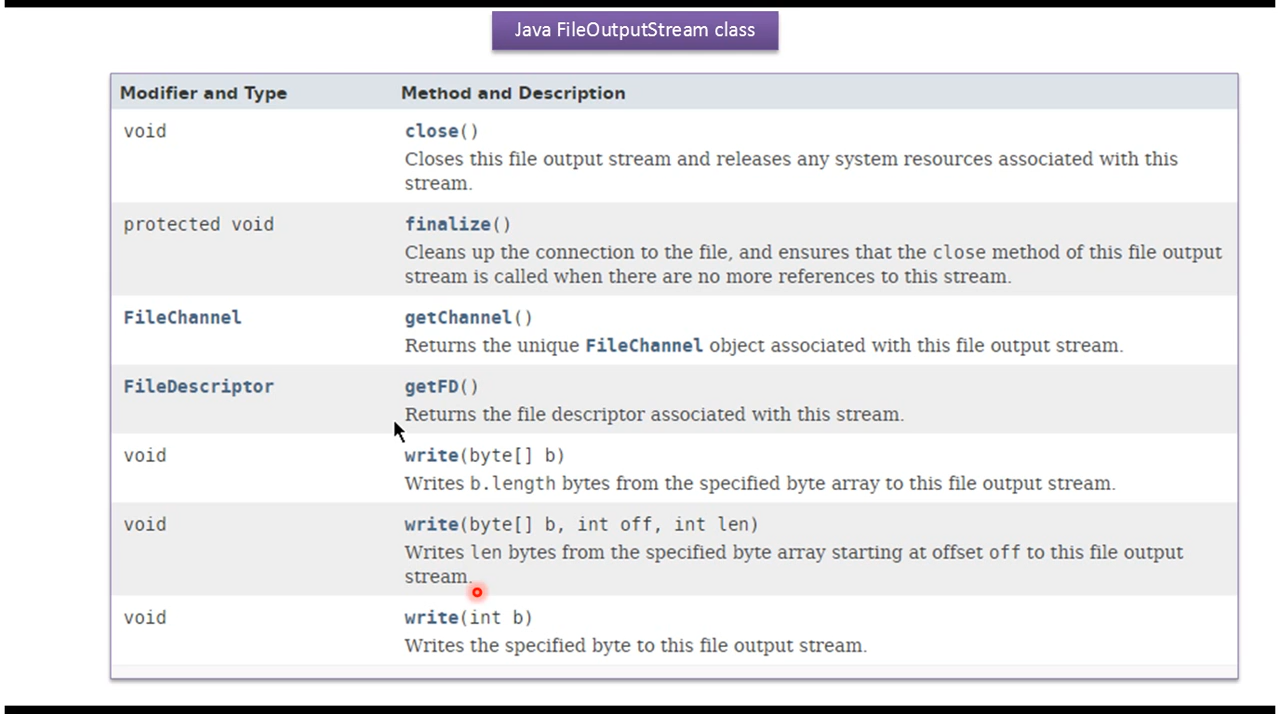 Java FileOutputStream class
Modifier and Type Method and Description
void close()
Closes this file output stream and releases any system resources associated with this
stream.
protected void finalize()
Cleans up the connection to the file, and ensures that the close method of this file output
stream is called when there are no more references to this stream.
FileChannel getChannel()
Returns the unique FileChannel object associated with this file output stream.
FileDescriptor getFD()
Returns the file descriptor associated with this stream.
void write(byte[] b)
Writes b.length bytes from the specified byte array to this file output stream.
void write(byte[] b, int off, int len)
Writes len bytes from the specified byte array starting at offset off to this file output
stream.
void write(int b)
Writes the specified byte to this file output stream.